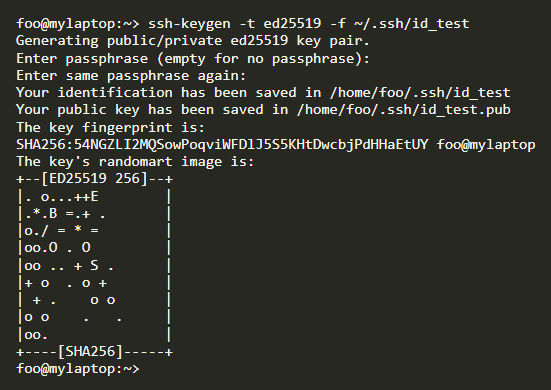 foo@mylaptop:~> ssh-keygen -t ed25519 -f ~/.ssh/id_test
Generating public/private ed25519 key pair.
Enter passphrase (empty for no passphrase):
Enter same passphrase again:
Your identification has been saved in /home/foo/.ssh/id_test
Your public key has been saved in /home/foo/.ssh/id_test.pub
The key fingerprint is:
SHA256:54NGZLI2MQSowPoqviWFDlJ5S5KHtDwcbjPdHHaEtUY foo@mylaptop
The key's randomart image is:
+--[ED25519 256]--+
|. o...++E        |
|.*.B =.+ .       |
|o./ = * =        |
|oo.O . O         |
|oo .. + S .      |
|+ o  . o +       |
| + .    o o      |
|o o    .   .     |
|oo.              |
+----[SHA256]-----+
foo@mylaptop:~>